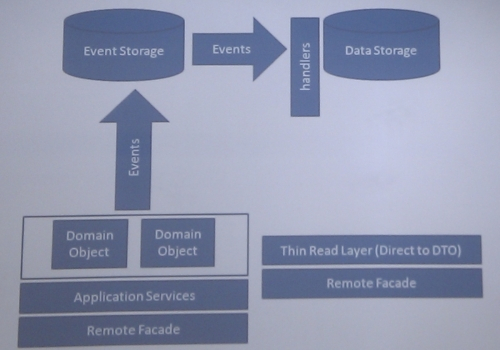 Event Storage
Events
handlers
Data Storage
Events
Domain
Object
Domain
Object
Application Services
Remote Facade
Thin Read Layer (Direct to DTO)
Remote Facade